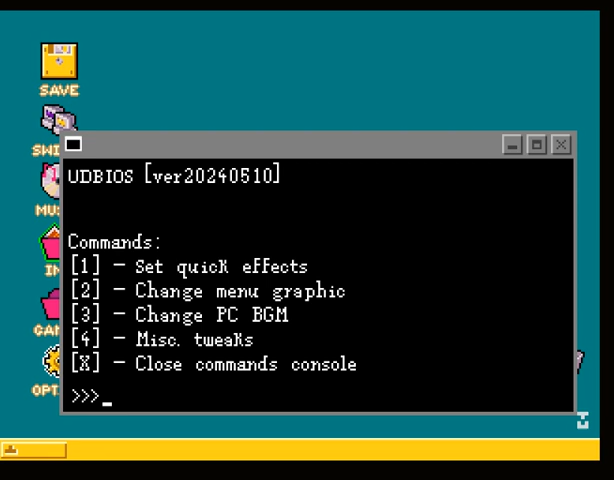 SAVE
UDBIOS [ver20240510]
Commands:
[1] - Set quick effects
[2] - Change menu graphic
[3] - Change PC BGM
[4] - Misc. tweaks
[X] - Close commands console
>>>_